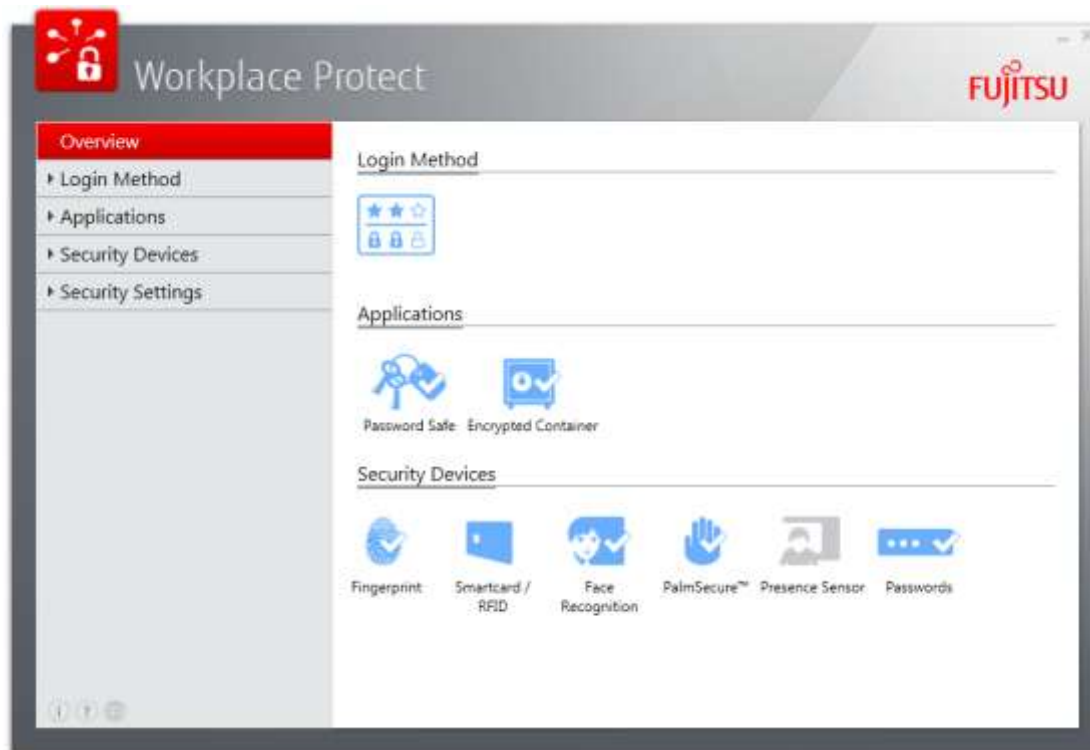 Workplace Protect
FUJITSU
Overview
Login Method
Applications
Security Devices
Security Settings
Login Method
Applications
Password Safe
Encrypted Container
Security Devices
Fingerprint
Smartcard /
RFID
Face
Recognition
PalmSecure™
Presence Sensor
Passwords